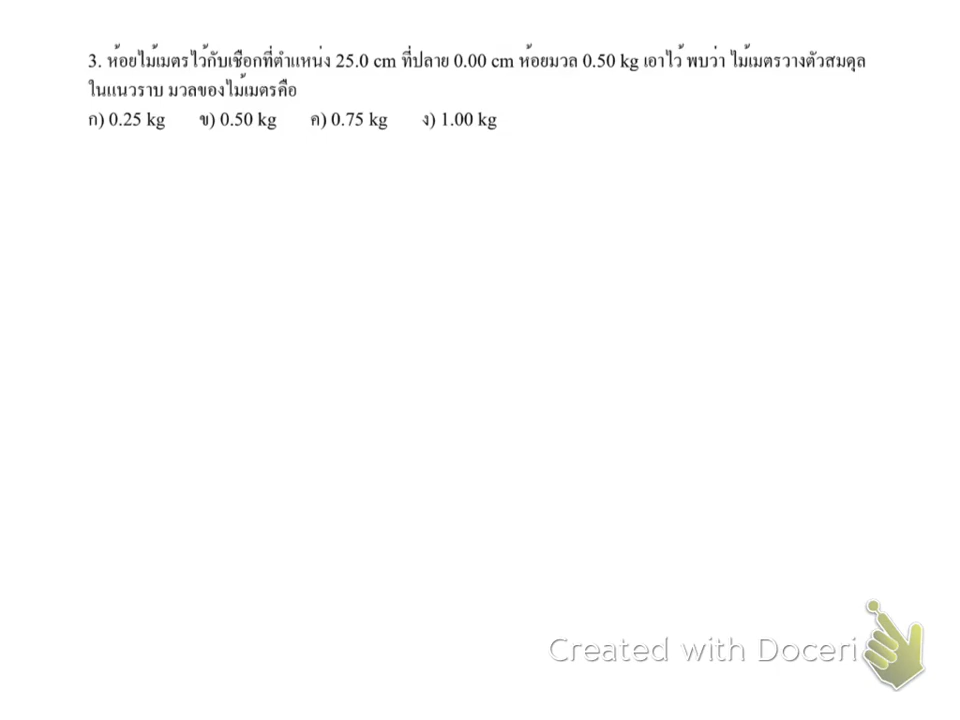 3. ห้อยไม้เมตรไว้กับเชือกที่ตำแหน่ง 25.0 cm ที่ปลาย 0.00 cm ห้อยมวล 0.50 kg เอาไว้ พบว่า ไม้เมตรวางตัวสมดุล
ในแนวราบ มวลของไม้เมตรคือ
ก) 0.25 kg ข) 0.50 kg ค) 0.75 kg ง) 1.00 kg
Created with Doceri